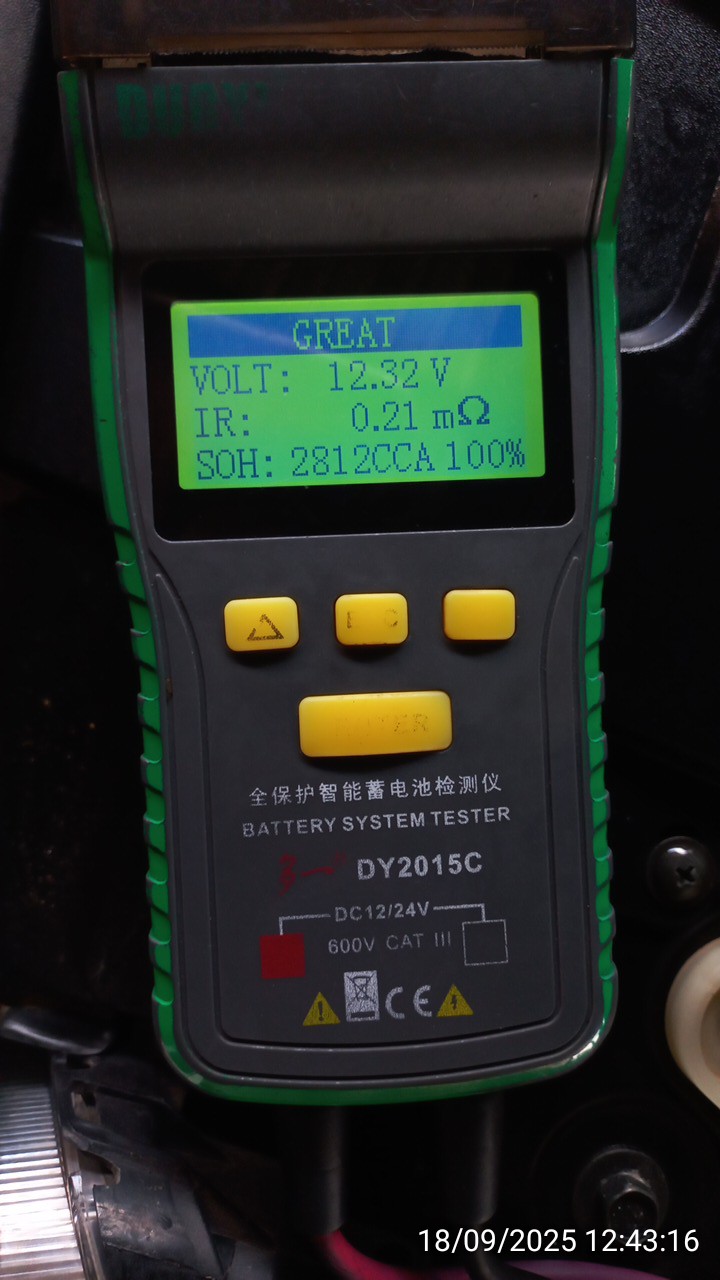 DUOY
GREAT
VOLT: 12.32 V
IR: 0.21 mΩ
SOH: 2812CCA 100%
全保护智能蓄电池检测仪
BATTERY SYSTEM TESTER
DY2015C
DC12/24V
600V CAT III
CE
18/09/2025 12:43:16